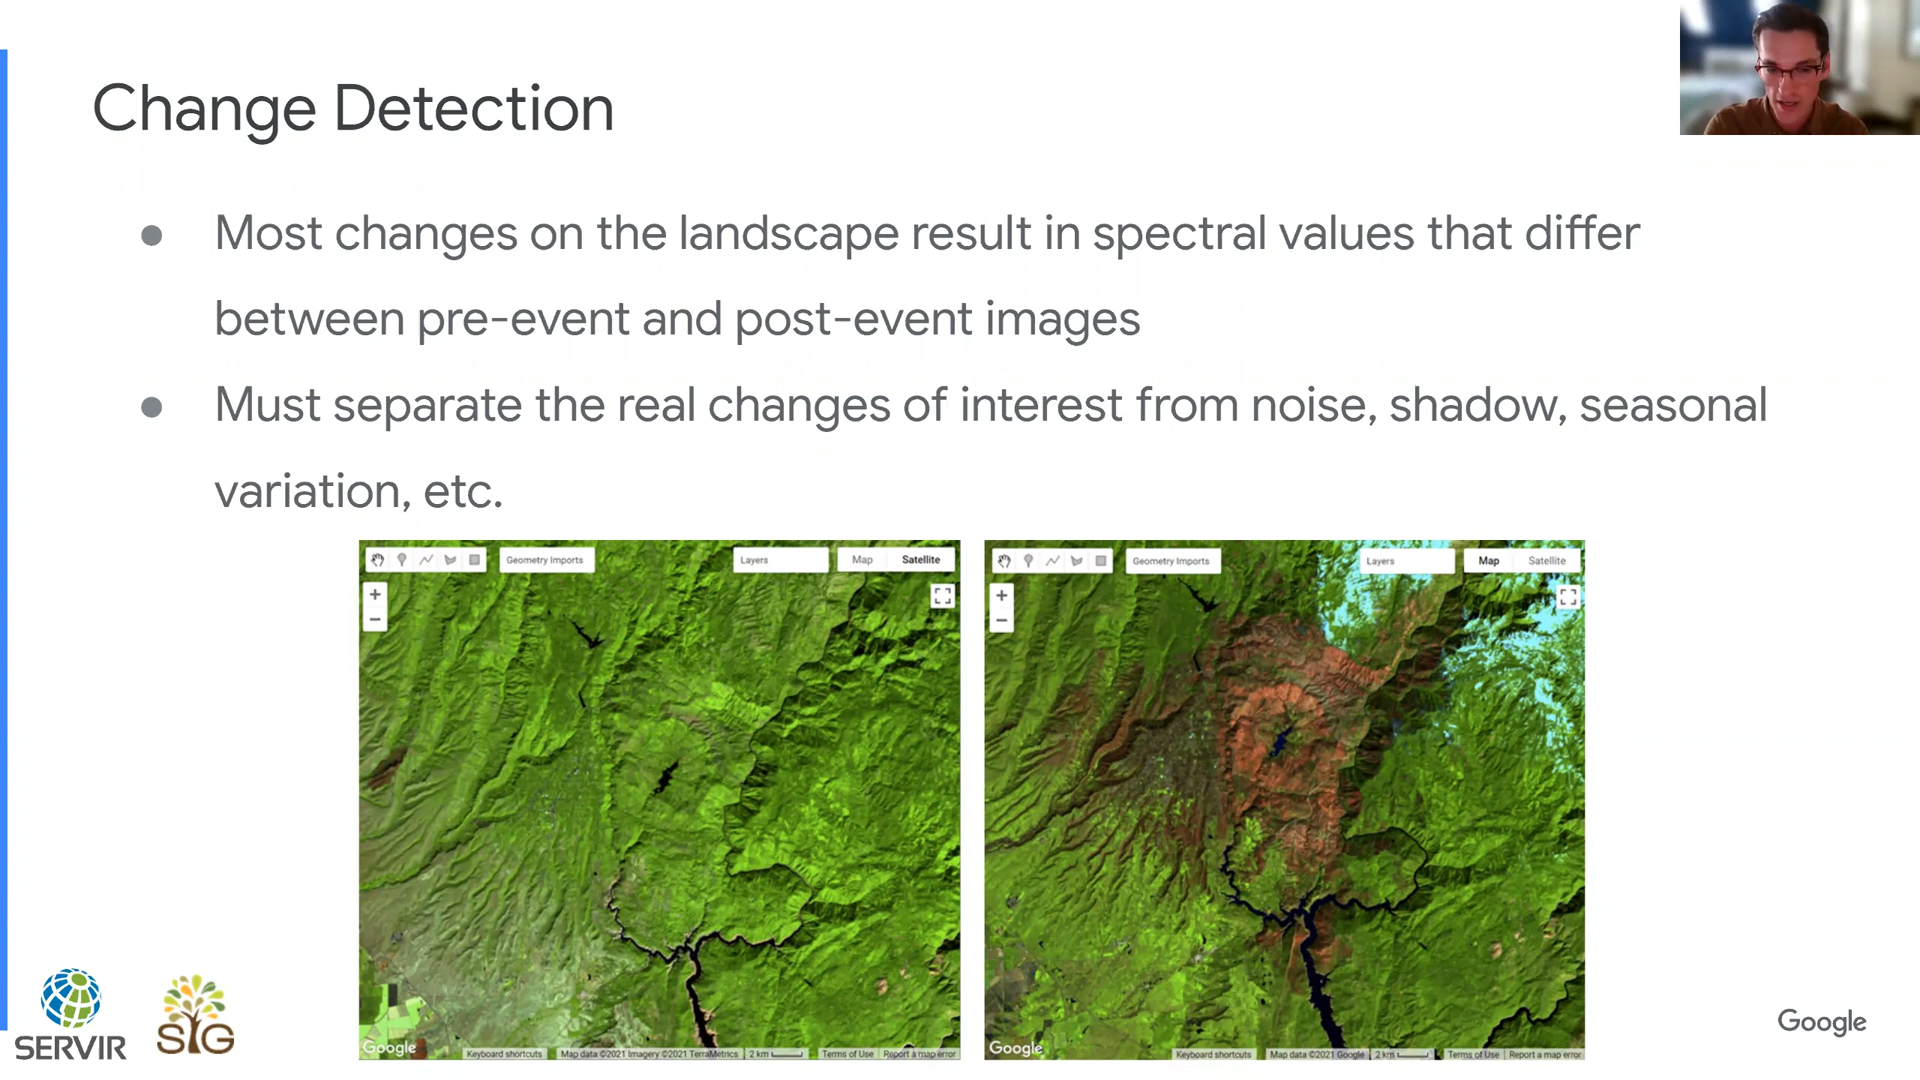 Change Detection
Most changes on the landscape result in spectral values that differ
between pre-event and post-event images
Must separate the real changes of interest from noise, shadow, seasonal
variation, etc.
Geometry Imports
Layers
Map Satellite
+
−
Google
Keyboard shortcuts Map data ©2021 Imagery ©2021 TerraMetrics 2 km Terms of Use Report a map error
Geometry Imports
Layers
Map Satellite
+
−
Google
Keyboard shortcuts Map data ©2021 Google 2 km Terms of Use Report a map error
SERVIR
SIG
Google